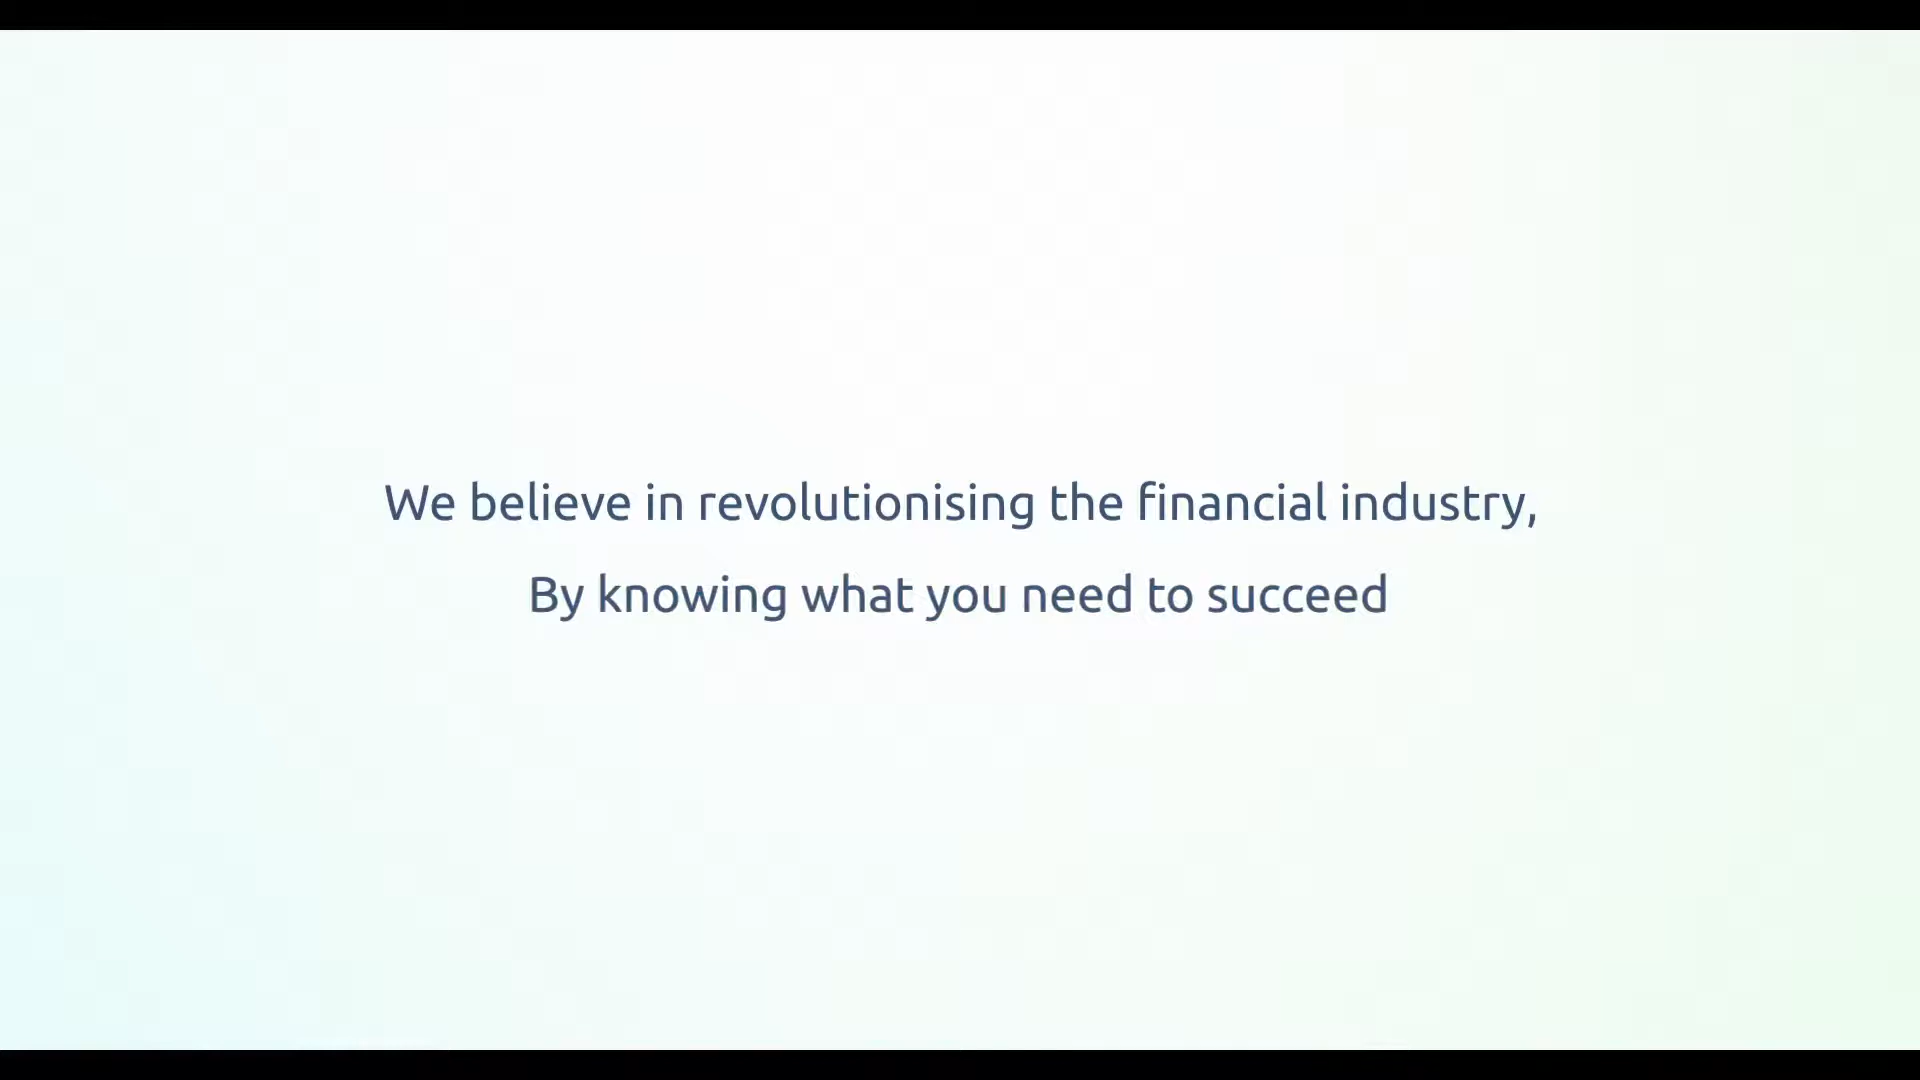 We believe in revolutionising the financial industry,
By knowing what you need to succeed